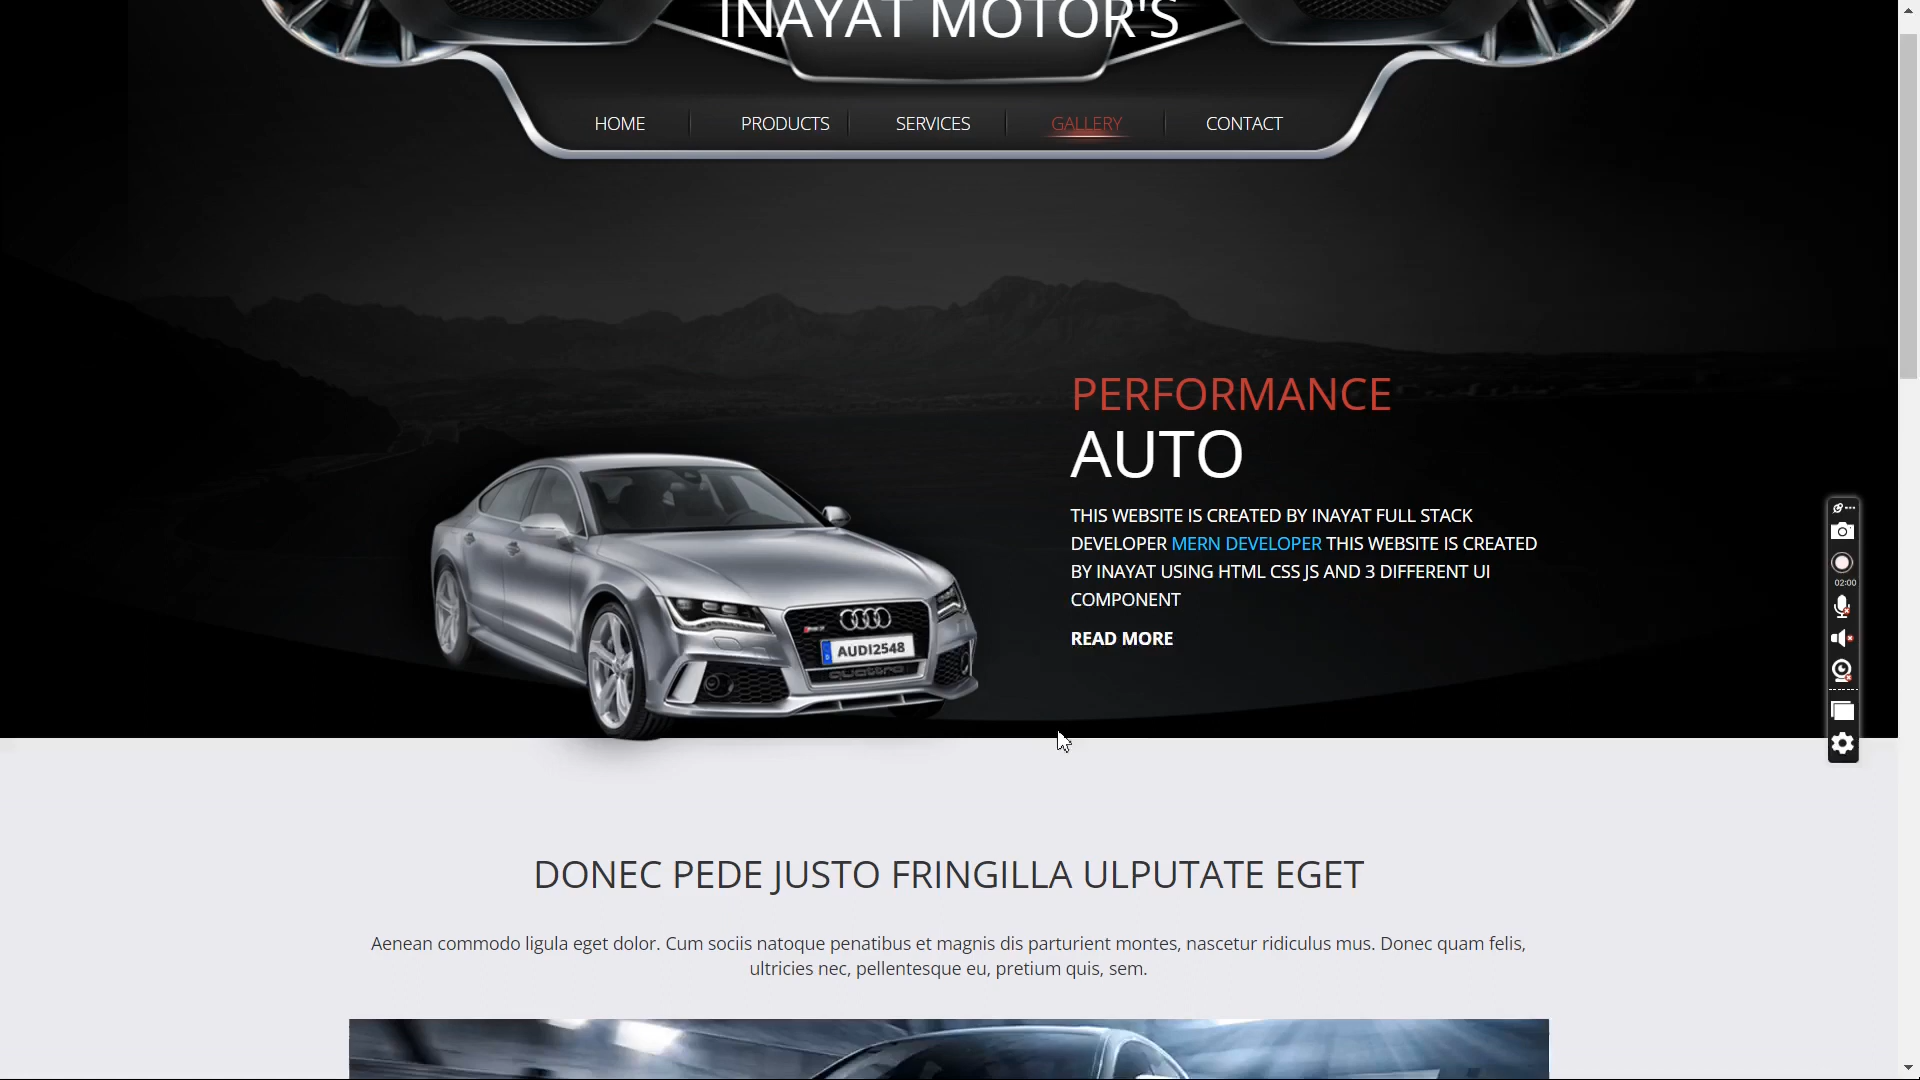 INAYAT MOTOR'S
HOME PRODUCTS SERVICES GALLERY CONTACT
PERFORMANCE
AUTO
THIS WEBSITE IS CREATED BY INAYAT FULL STACK
DEVELOPER MERN DEVELOPER THIS WEBSITE IS CREATED
BY INAYAT USING HTML CSS JS AND 3 DIFFERENT UI
COMPONENT
READ MORE
AUDI2548
quattro
02:00
DONEC PEDE JUSTO FRINGILLA ULPUTATE EGET
Aenean commodo ligula eget dolor. Cum sociis natoque penatibus et magnis dis parturient montes, nascetur ridiculus mus. Donec quam felis,
ultricies nec, pellentesque eu, pretium quis, sem.